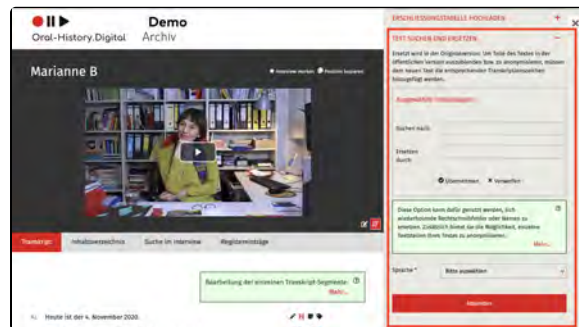 Oral-History.Digital
Demo
Archiv
Marianne B
Interview merken
Position kopieren
Transkript
Inhaltsverzeichnis
Suche im Interview
Registereinträge
Bearbeitung der einzelnen Transkript-Segmente.
Mehr...
Heute ist der 4. November 2020.
ERSCHLIESSUNGSTABELLE HOCHLADEN +
TEXT SUCHEN UND ERSETZEN –
Ersetzt wird in der Originalversion. Um Teile des Textes in der
öffentlichen Version auszublenden bzw. zu anonymisieren, müssen
dem neuen Text die entsprechenden Transkriptionszeichen
hinzugefügt werden.
Suchen nach
Ersetzen
durch
Übernehmen
Verwerfen
Diese Option kann dafür genutzt werden, sich
wiederholende Rechtschreibfehler oder Namen zu
ersetzen. Zusätzlich bietet sie die Möglichkeit, einzelne
Textstellen Ihres Textes zu anonymisieren.
Mehr...
Sprache *
Bitte auswählen
Absenden